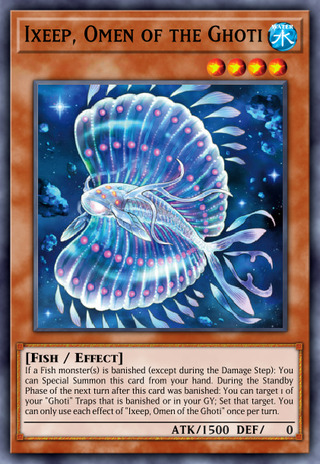 Ixeep, Omen of the Ghoti
WATER
水
[Fish / Effect]
If a Fish monster(s) is banished (except during the Damage Step): You
can Special Summon this card from your hand. During the Standby
Phase of the next turn after this card was banished: You can target 1 of
your "Ghoti" Traps that is banished or in your GY; Set that target. You
can only use each effect of "Ixeep, Omen of the Ghoti" once per turn.
ATK/1500 DEF/ 0